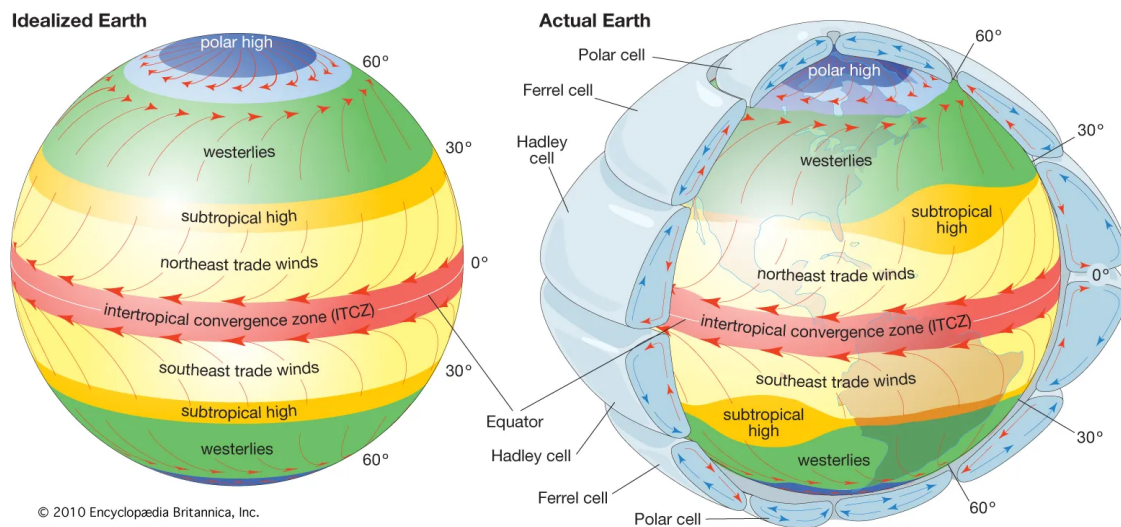 Idealized Earth
polar high
60°
westerlies
30°
subtropical high
northeast trade winds
0°
intertropical convergence zone (ITCZ)
southeast trade winds
30°
subtropical high
westerlies
60°
© 2010 Encyclopædia Britannica, Inc.
Actual Earth
60°
Polar cell
polar high
Ferrel cell
30°
Hadley
cell
westerlies
subtropical
high
northeast trade winds
0°
intertropical convergence zone (ITCZ)
southeast trade winds
Equator
subtropical
high
30°
Hadley cell
westerlies
Ferrel cell
60°
Polar cell